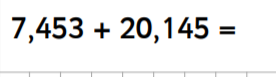 7,453 + 20,145 =